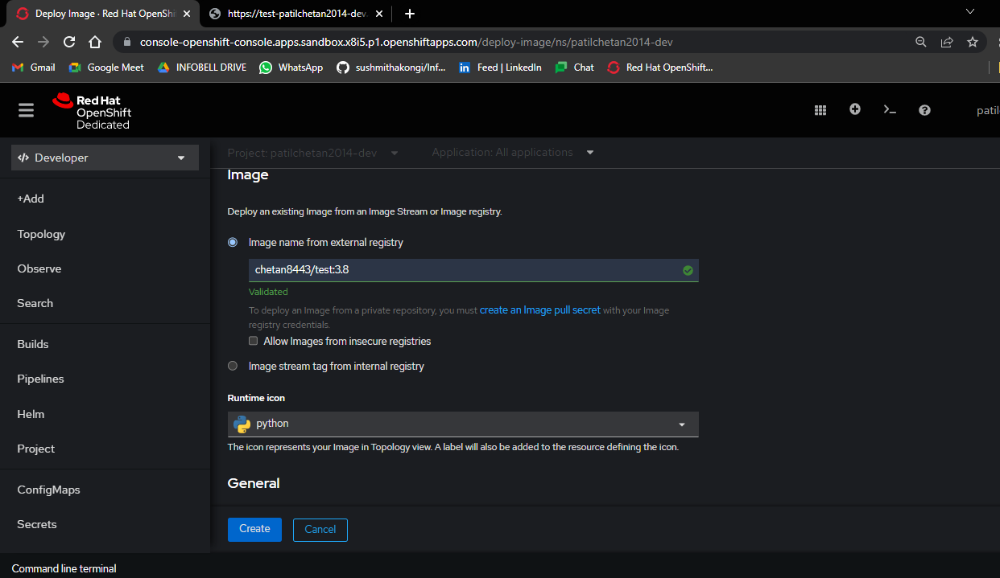 Deploy Image · Red Hat OpenShi
https://test-patilchetan2014-dev.
console-openshift-console.apps.sandbox.x8i5.p1.openshiftapps.com/deploy-image/ns/patilchetan2014-dev
Gmail
Google Meet
INFOBELL DRIVE
WhatsApp
sushmithakongi/Inf...
Feed | LinkedIn
Chat
Red Hat OpenShift...
Red Hat
OpenShift
Dedicated
patil
Developer
+Add
Topology
Observe
Search
Builds
Pipelines
Helm
Project
ConfigMaps
Secrets
Project: patilchetan2014-dev
Application: All applications
Image
Deploy an existing Image from an Image Stream or Image registry.
Image name from external registry
chetan8443/test:3.8
Validated
To deploy an Image from a private repository, you must create an Image pull secret with your Image
registry credentials.
Allow Images from insecure registries
Image stream tag from internal registry
Runtime icon
python
The icon represents your Image in Topology view. A label will also be added to the resource defining the icon.
General
Create
Cancel
Command line terminal